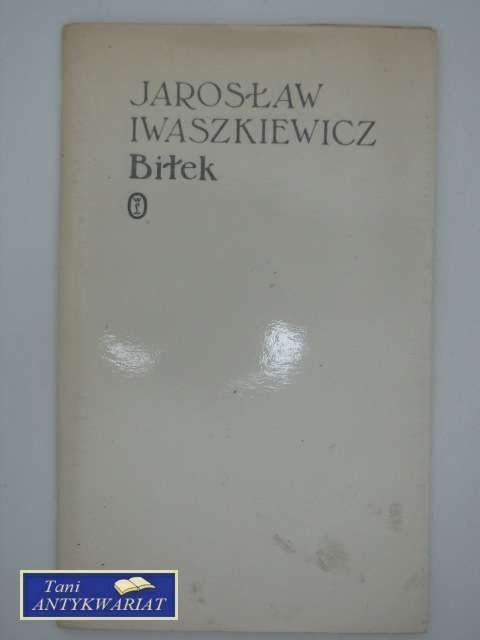 JAROSŁAW
IWASZKIEWICZ
Biłek
Tani
ANTYKWARIAT